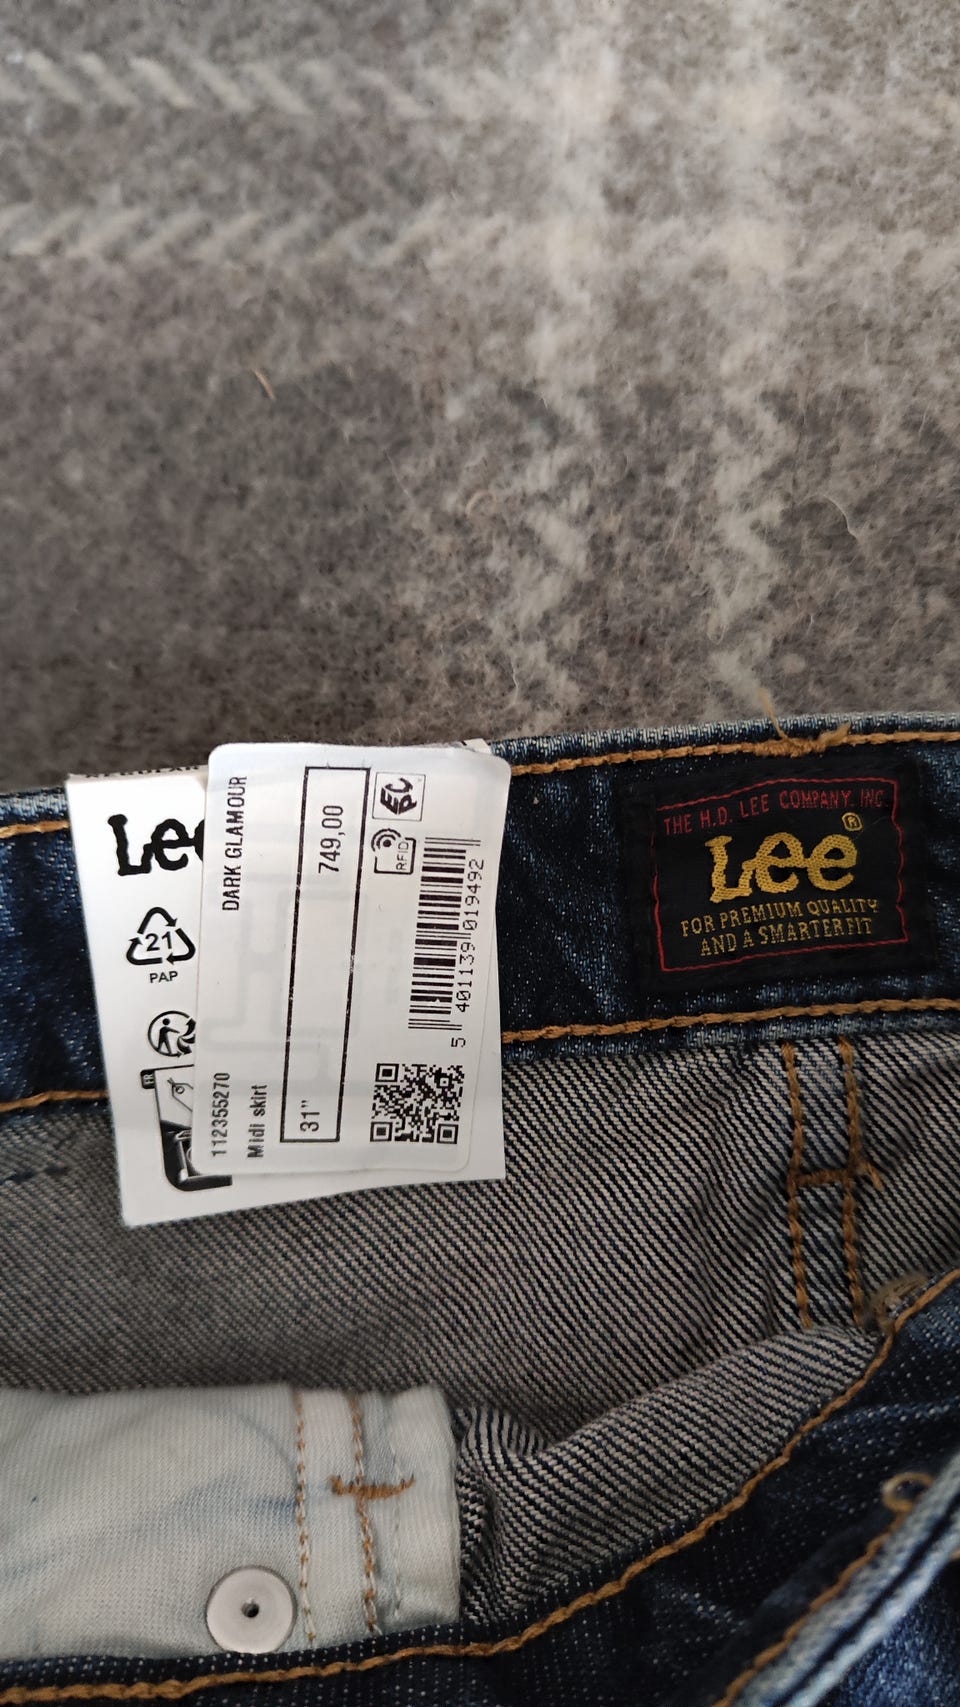 Lee
21
PAP
DARK GLAMOUR
112355270
Midi skirt
749,00
31"
EPC
RFID
5 401139 019492
THE H.D. LEE COMPANY. INC
Lee®
FOR PREMIUM QUALITY
AND A SMARTER FIT